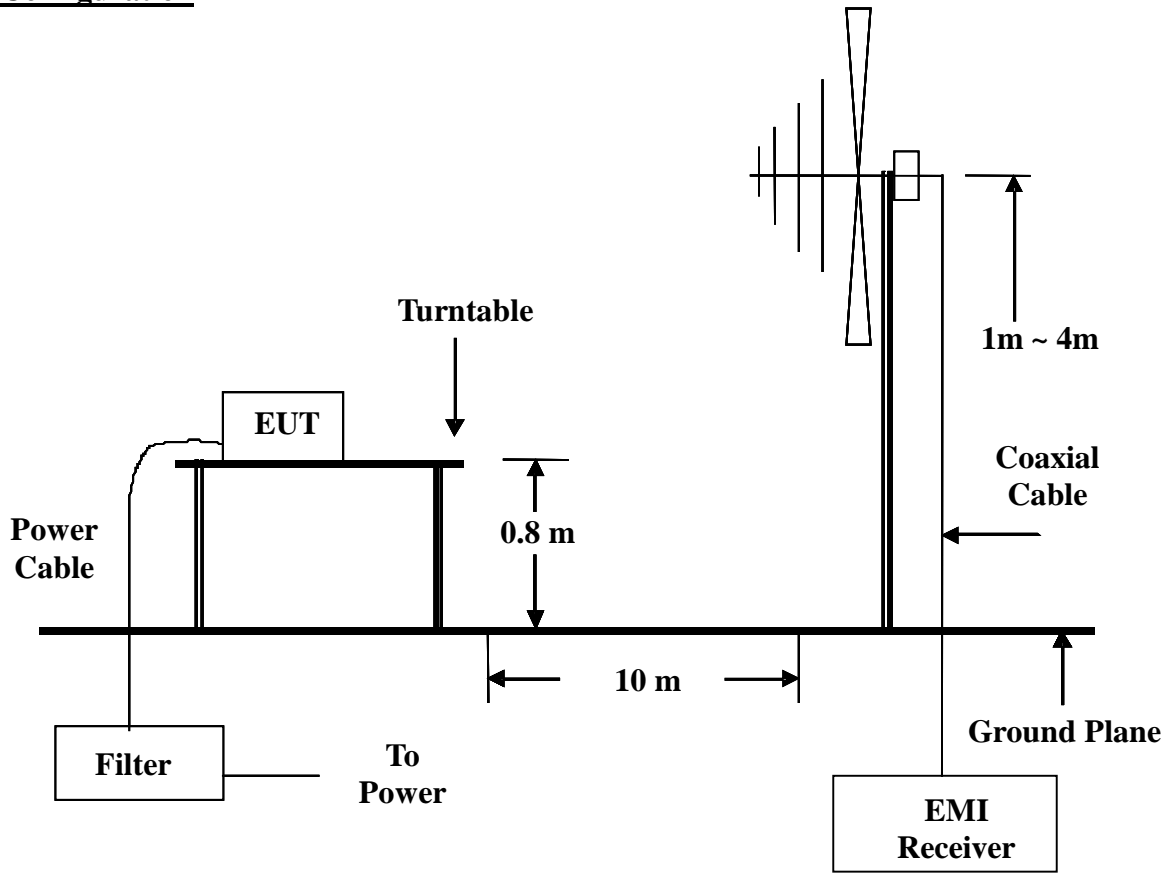 Turntable
1m ~ 4m
EUT
Coaxial
Cable
0.8 m
Power
Cable
10 m
Ground Plane
Filter
To
Power
EMI
Receiver